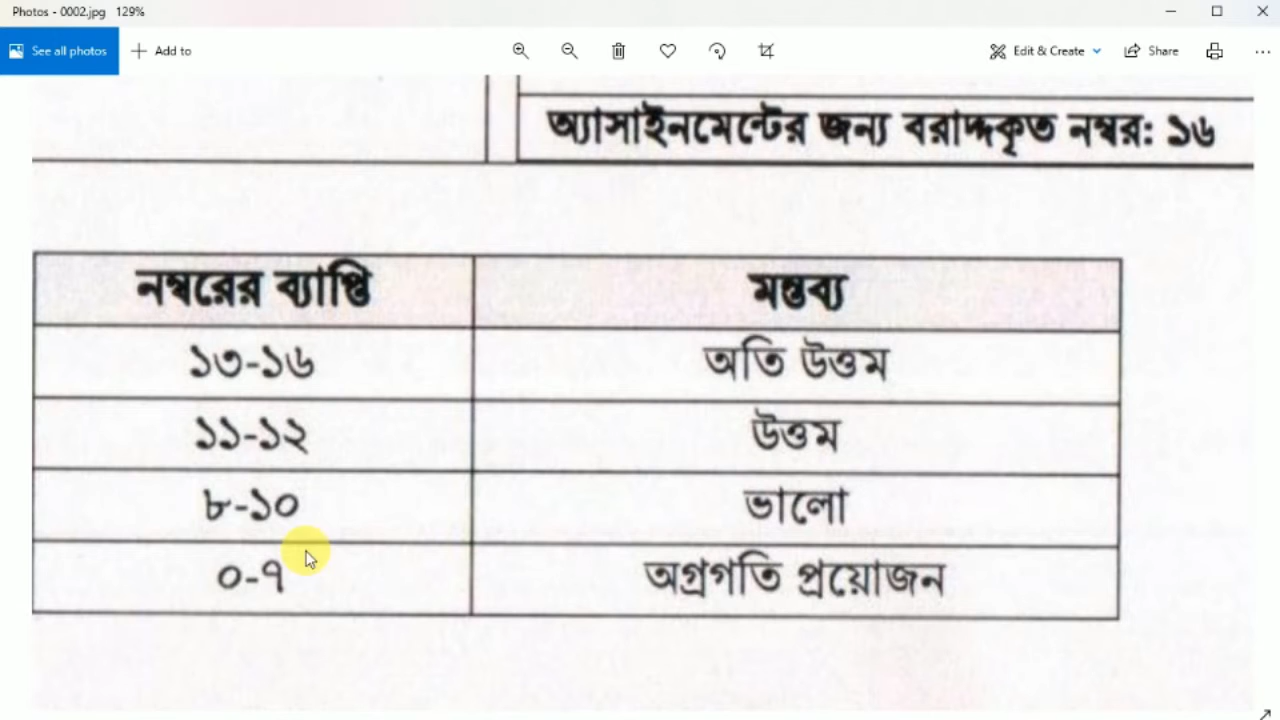 Photos - 0002.jpg 129%
See all photos
Add to
Edit & Create
Share
অ্যাসাইনমেন্টের জন্য বরাদ্দকৃত নম্বর: ১৬
নম্বরের ব্যাপ্তি মন্তব্য
১৩-১৬ অতি উত্তম
১১-১২ উত্তম
৮-১০ ভালো
০-৭ অগ্রগতি প্রয়োজন